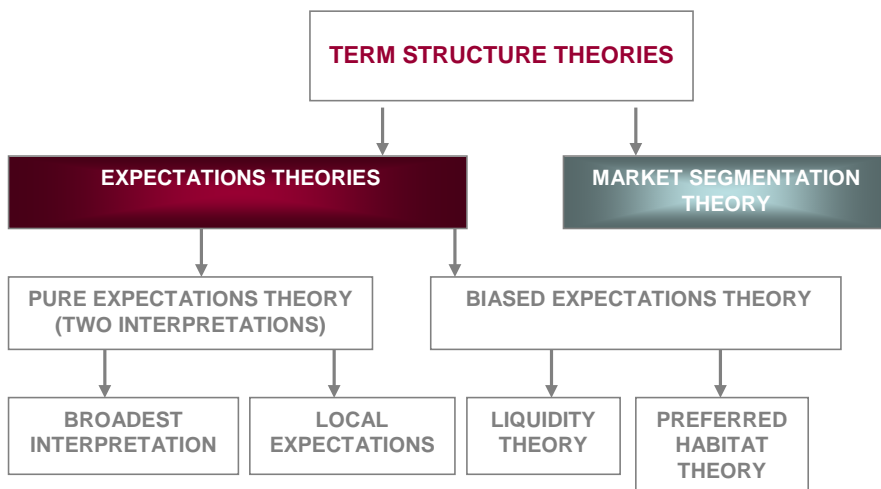 TERM STRUCTURE THEORIES
EXPECTATIONS THEORIES
MARKET SEGMENTATION
THEORY
PURE EXPECTATIONS THEORY
(TWO INTERPRETATIONS)
BIASED EXPECTATIONS THEORY
BROADEST
INTERPRETATION
LOCAL
EXPECTATIONS
LIQUIDITY
THEORY
PREFERRED
HABITAT
THEORY